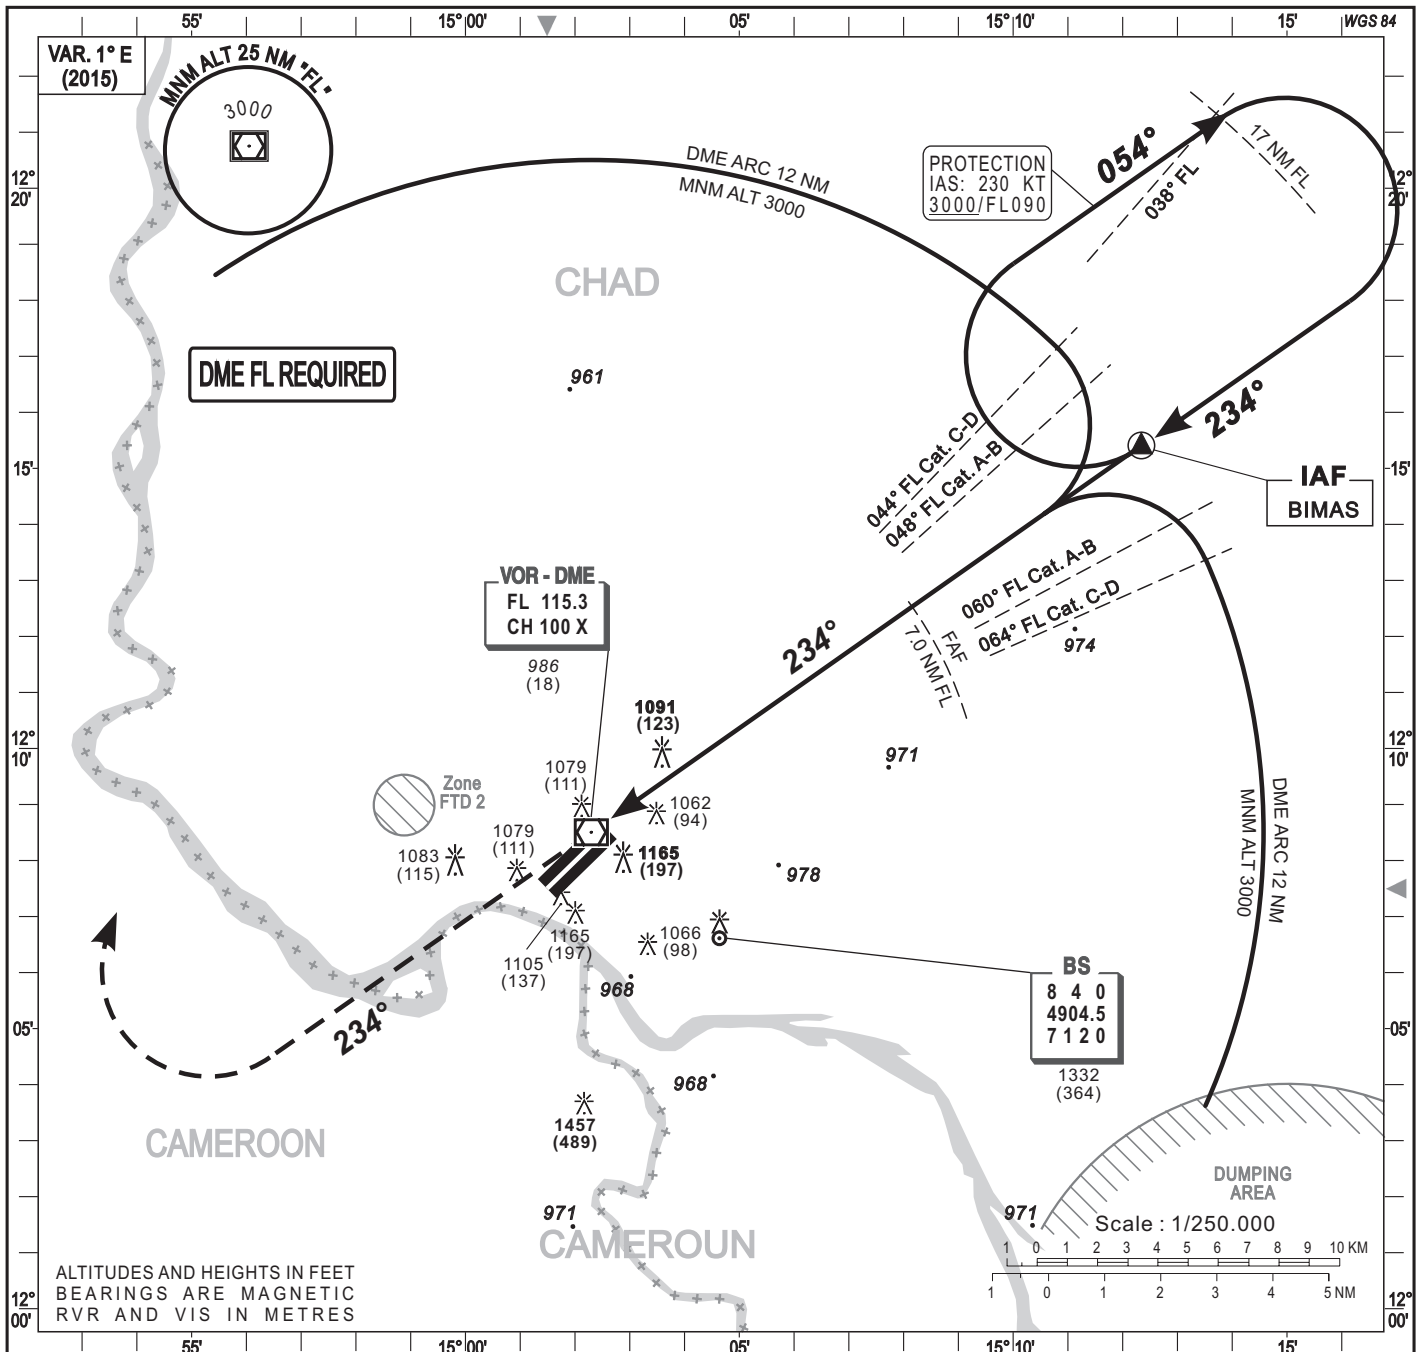 55'
15°00'
05'
15°10'
15'
WGS 84
VAR. 1° E
(2015)
MNM ALT 25 NM "FL"
3000
12°
20'
12°
20'
DME ARC 12 NM
MNM ALT 3000
PROTECTION
IAS: 230 KT
3000/FL090
054°
038° FL
17 NM FL
CHAD
DME FL REQUIRED
961
234°
044° FL Cat. C-D
048° FL Cat. A-B
15'
15'
IAF
BIMAS
VOR - DME
FL 115.3
CH 100 X
986
(18)
060° FL Cat. A-B
064° FL Cat. C-D
974
FAF
7.0 NM FL
234°
1091
(123)
12°
10'
12°
10'
971
1079
(111)
Zone
FTD 2
1062
(94)
1079
(111)
1083
(115)
1165
(197)
978
DME ARC 12 NM
MNM ALT 3000
1165
(197)
1105
(137)
1066
(98)
968
BS
8 4 0
4904.5
7 1 2 0
1332
(364)
234°
05'
05'
968
1457
(489)
CAMEROON
DUMPING
AREA
971
CAMEROUN
971
Scale : 1/250.000
1 0 1 2 3 4 5 6 7 8 9 10 KM
1 0 1 2 3 4 5 NM
ALTITUDES AND HEIGHTS IN FEET
BEARINGS ARE MAGNETIC
RVR AND VIS IN METRES
12°
00'
12°
00'
55'
15°00'
05'
15°10'
15'